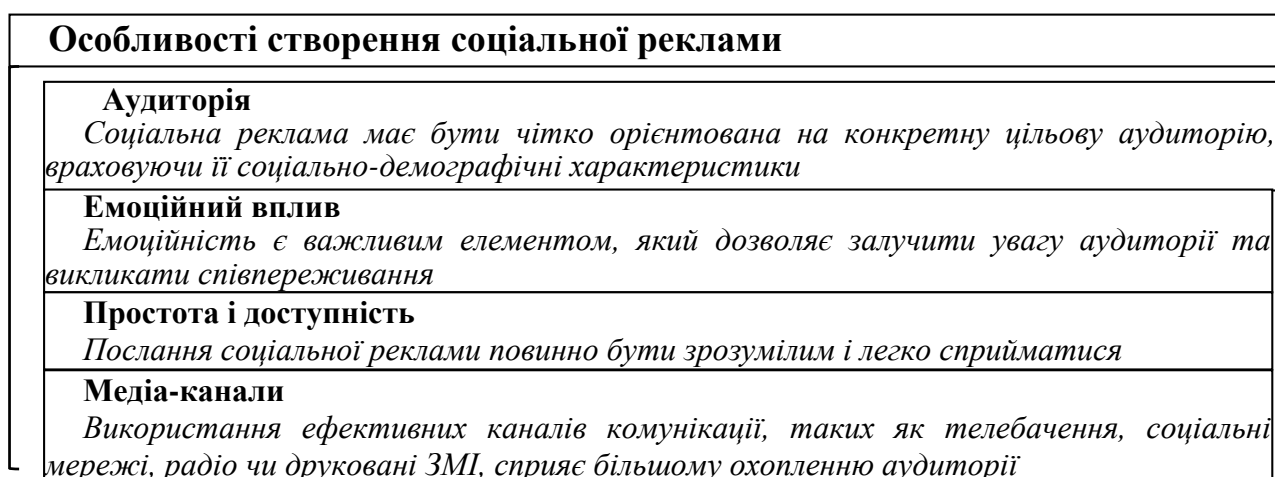 Особливості створення соціальної реклами
Аудиторія
Соціальна реклама має бути чітко орієнтована на конкретну цільову аудиторію,
враховуючи її соціально-демографічні характеристики
Емоційний вплив
Емоційність є важливим елементом, який дозволяє залучити увагу аудиторії та
викликати співпереживання
Простота і доступність
Послання соціальної реклами повинно бути зрозумілим і легко сприйматися
Медіа-канали
Використання ефективних каналів комунікації, таких як телебачення, соціальні
мережі, радіо чи друковані ЗМІ, сприяє більшому охопленню аудиторії